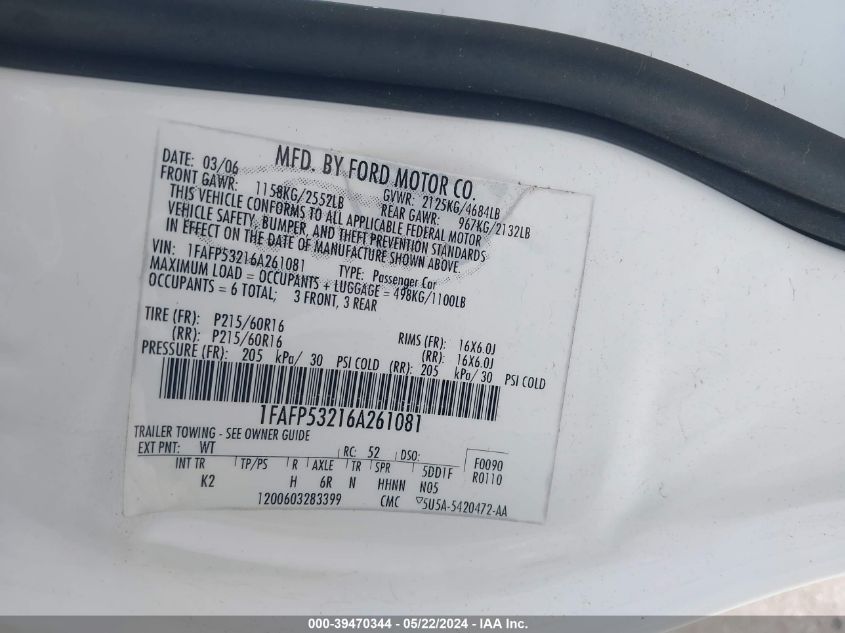 MFD. BY FORD MOTOR CO.
DATE: 03/06 GVWR: 2125KG/4684LB
FRONT GAWR: 1158KG/2552LB REAR GAWR: 967KG/2132LB
THIS VEHICLE CONFORMS TO ALL APPLICABLE FEDERAL MOTOR
VEHICLE SAFETY, BUMPER, AND THEFT PREVENTION STANDARDS
IN EFFECT ON THE DATE OF MANUFACTURE SHOWN ABOVE.
VIN: 1FAFP53216A261081 TYPE: Passenger Car
MAXIMUM LOAD = OCCUPANTS + LUGGAGE = 498KG/1100LB
OCCUPANTS = 6 TOTAL; 3 FRONT, 3 REAR
TIRE (FR): P215/60R16 RIMS (FR): 16X6.0J
(RR): P215/60R16 (RR): 16X6.0J
PRESSURE (FR): 205 kPa/ 30 PSI COLD (RR): 205 kPa/ 30 PSI COLD
1FAFP53216A261081
TRAILER TOWING - SEE OWNER GUIDE
EXT PNT: WT RC: 52 DSO: F0090
INT TR TP/PS R AXLE TR SPR 5DD1F R0110
K2 H 6R N HHNN N05
1200603283399 CMC 5U5A-5420472-AA
000-39470344 - 05/22/2024 - IAA Inc.